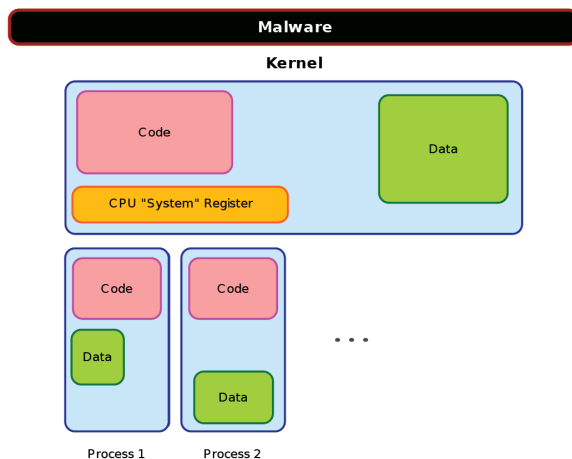 Malware
Kernel
Code
Data
CPU "System" Register
Code
Code
Data
Data
. . .
Process 1
Process 2